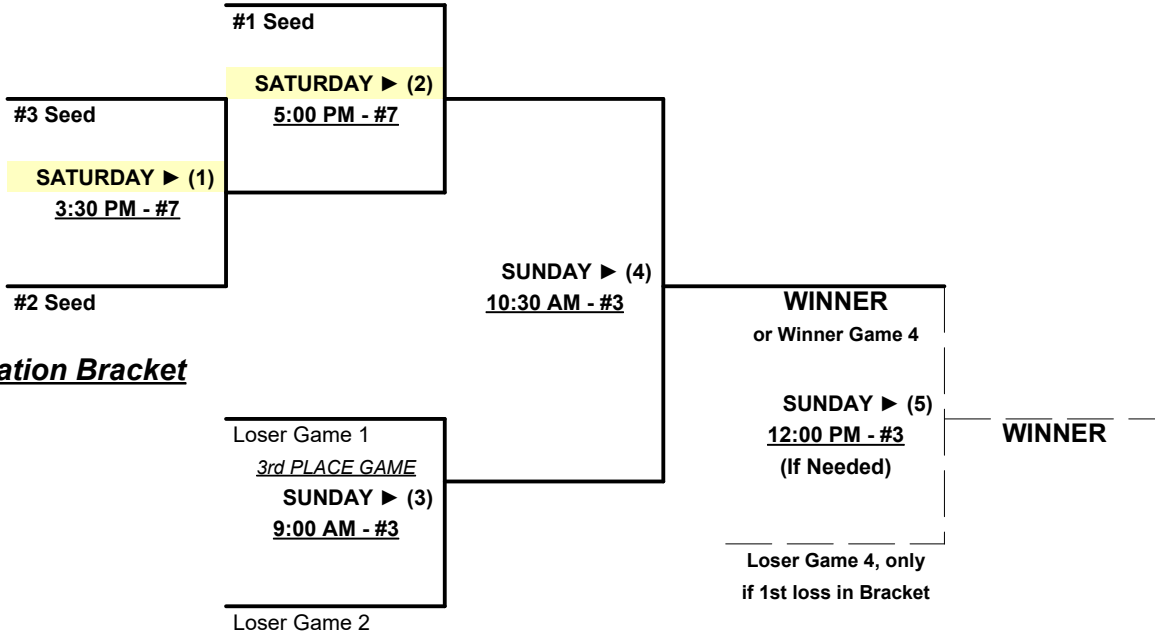 #1 Seed
SATURDAY ► (2)
5:00 PM - #7
#3 Seed
SATURDAY ► (1)
3:30 PM - #7
#2 Seed
SUNDAY ► (4)
10:30 AM - #3
WINNER
or Winner Game 4
ation Bracket
SUNDAY ► (5)
12:00 PM - #3
(If Needed)
WINNER
Loser Game 1
3rd PLACE GAME
SUNDAY ► (3)
9:00 AM - #3
Loser Game 4, only
if 1st loss in Bracket
Loser Game 2